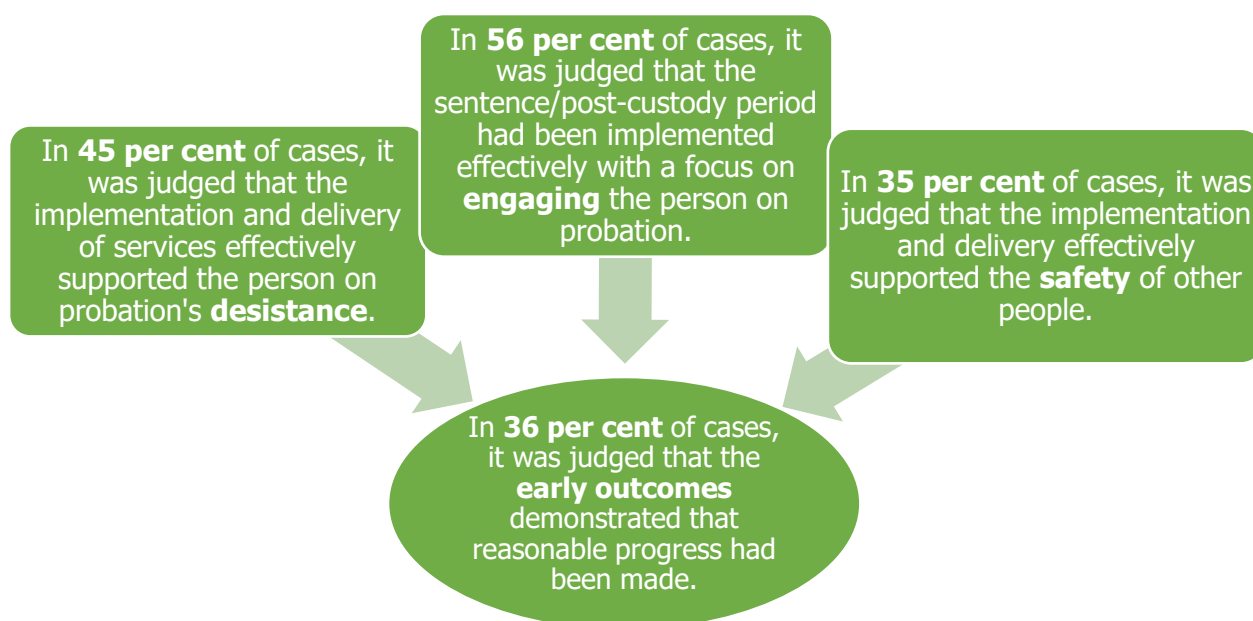 In 45 per cent of cases, it
was judged that the
implementation and delivery
of services effectively
supported the person on
probation's desistance.
In 56 per cent of cases, it
was judged that the
sentence/post-custody period
had been implemented
effectively with a focus on
engaging the person on
probation.
In 35 per cent of cases, it was
judged that the implementation
and delivery effectively
supported the safety of other
people.
In 36 per cent of cases,
it was judged that the
early outcomes
demonstrated that
reasonable progress had
been made.